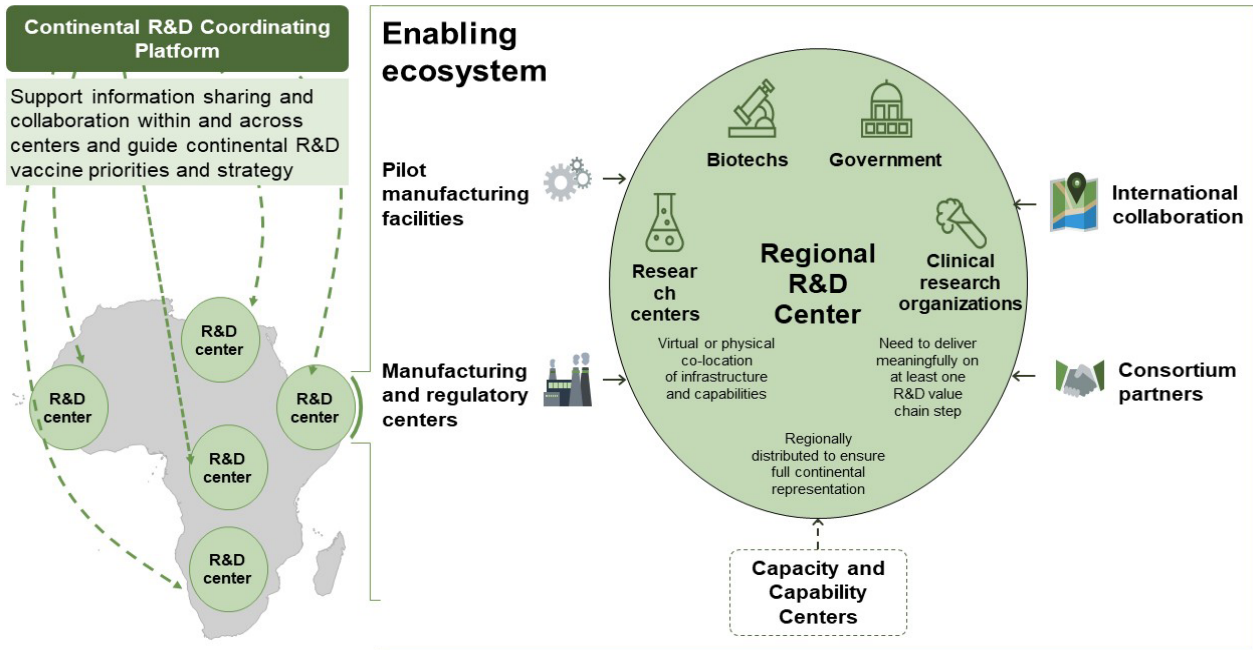 Continental R&D Coordinating
Platform
Support information sharing and
collaboration within and across
centers and guide continental R&D
vaccine priorities and strategy
R&D
center
R&D
center
R&D
center
R&D
center
R&D
center
Enabling
ecosystem
Pilot
manufacturing
facilities
Manufacturing
and regulatory
centers
Biotechs
Government
Resear
ch
centers
Regional
R&D
Center
Clinical
research
organizations
Virtual or physical
co-location
of infrastructure
and capabilities
Need to deliver
meaningfully on
at least one
R&D value
chain step
Regionally
distributed to ensure
full continental
representation
International
collaboration
Consortium
partners
Capacity and
Capability
Centers